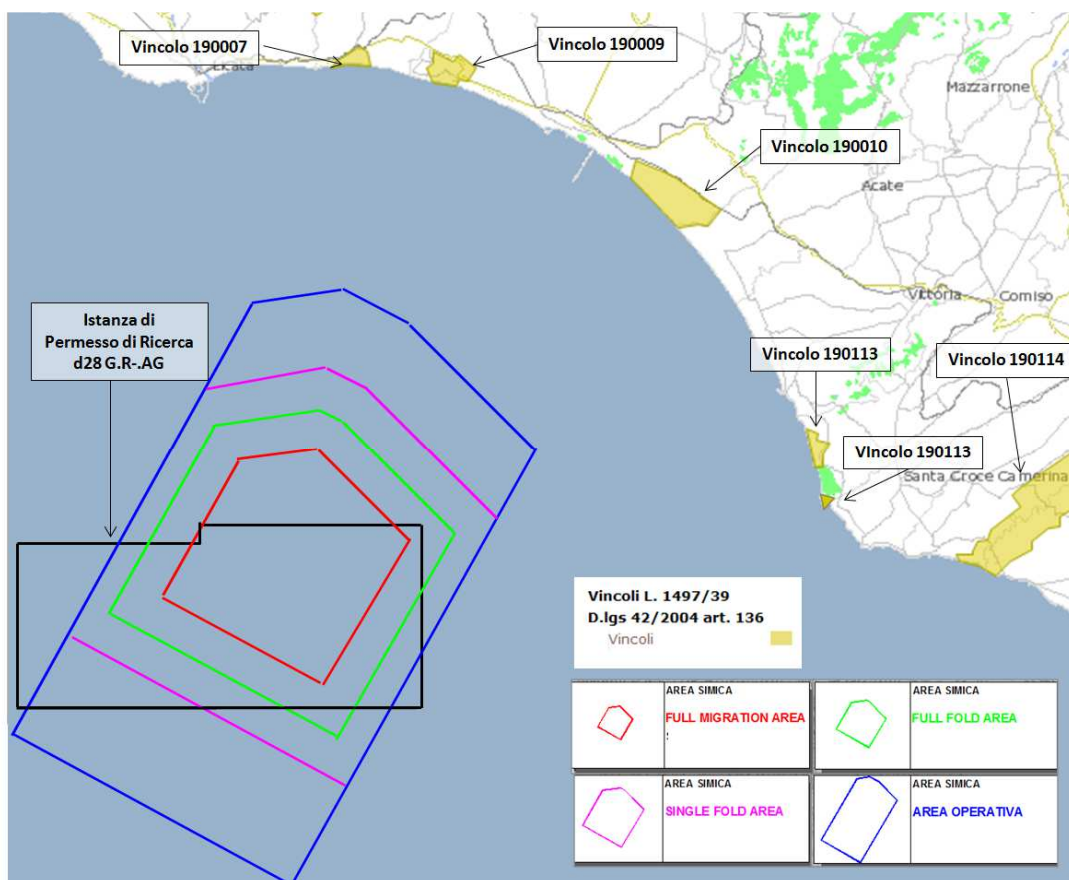 Vincolo 190007
Vincolo 190009
Licata
Mazzarrone
Vincolo 190010
Acate
Istanza di
Permesso di Ricerca
d28 G.R-.AG
Vittoria
Comiso
Vincolo 190113
Vincolo 190114
VIncolo 190113
Santa Croce Camerina
Vincoli L. 1497/39
D.lgs 42/2004 art. 136
Vincoli
AREA SIMICA
FULL MIGRATION AREA
AREA SIMICA
FULL FOLD AREA
AREA SIMICA
SINGLE FOLD AREA
AREA SIMICA
AREA OPERATIVA